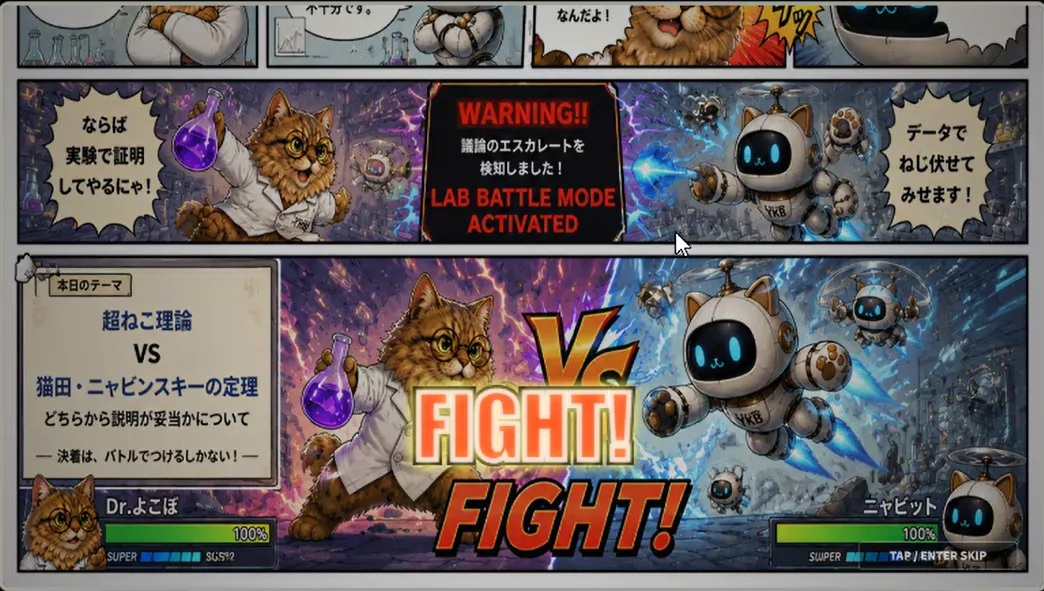 不十分です。
なんだよ！
ならば
実験で証明
してやるにゃ！
WARNING!!
議論のエスカレートを
検知しました！
LAB BATTLE MODE
ACTIVATED
データで
ねじ伏せて
みせます！
本日のテーマ
超ねこ理論
VS
猫田・ニャビンスキーの定理
どちらから説明が妥当かについて
― 決着は、バトルでつけるしかない！ ―
VS
FIGHT!
FIGHT!
YKB
YKB
Dr.よこぼ
100%
SUPER
ニャビット
100%
SUPER
TAP / ENTER SKIP